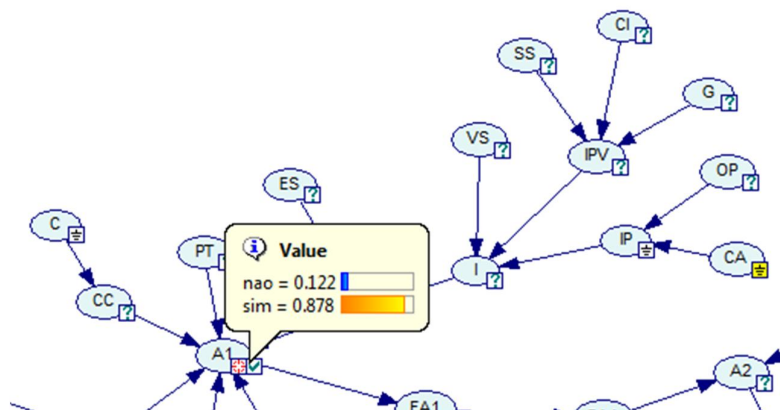 CI
SS
G
VS
IPV
OP
ES
C
PT
Value
IP
CA
nao = 0.122
I
sim = 0.878
CC
A1
A2